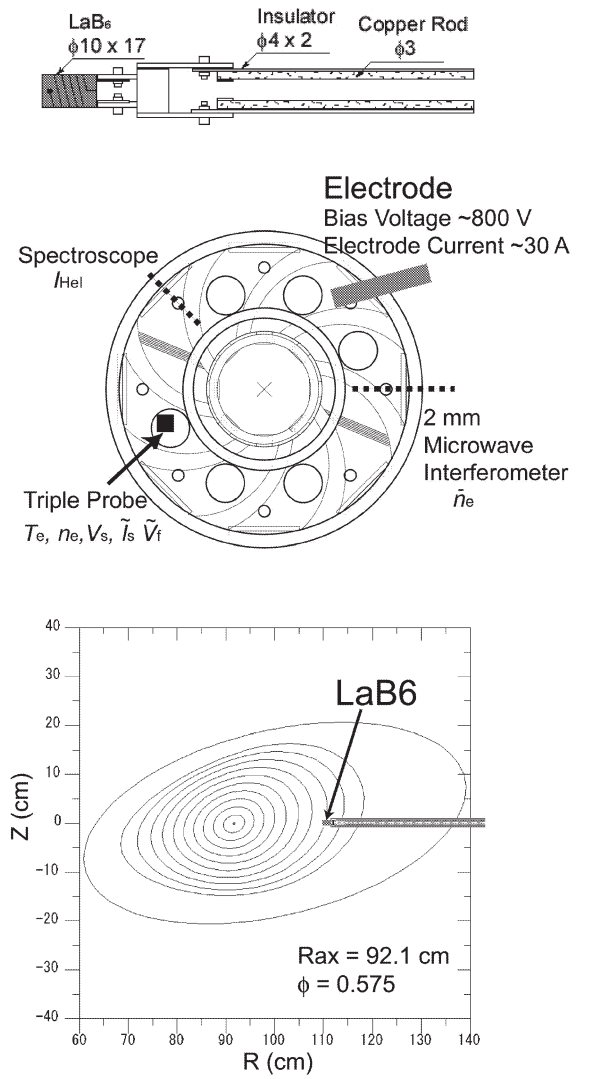 LaB₆
ϕ10 x 17
Insulator
ϕ4 x 2
Copper Rod
ϕ3
Electrode
Bias Voltage ~800 V
Electrode Current ~30 A
Spectroscope
I_HeI
2 mm
Microwave
Interferometer
n̄e
Triple Probe
Te, ne, Vs, Ĩs Ṽf
40
30
20
10
0
-10
-20
-30
-40
Z (cm)
LaB6
Rax = 92.1 cm
ϕ = 0.575
60 70 80 90 100 110 120 130 140
R (cm)